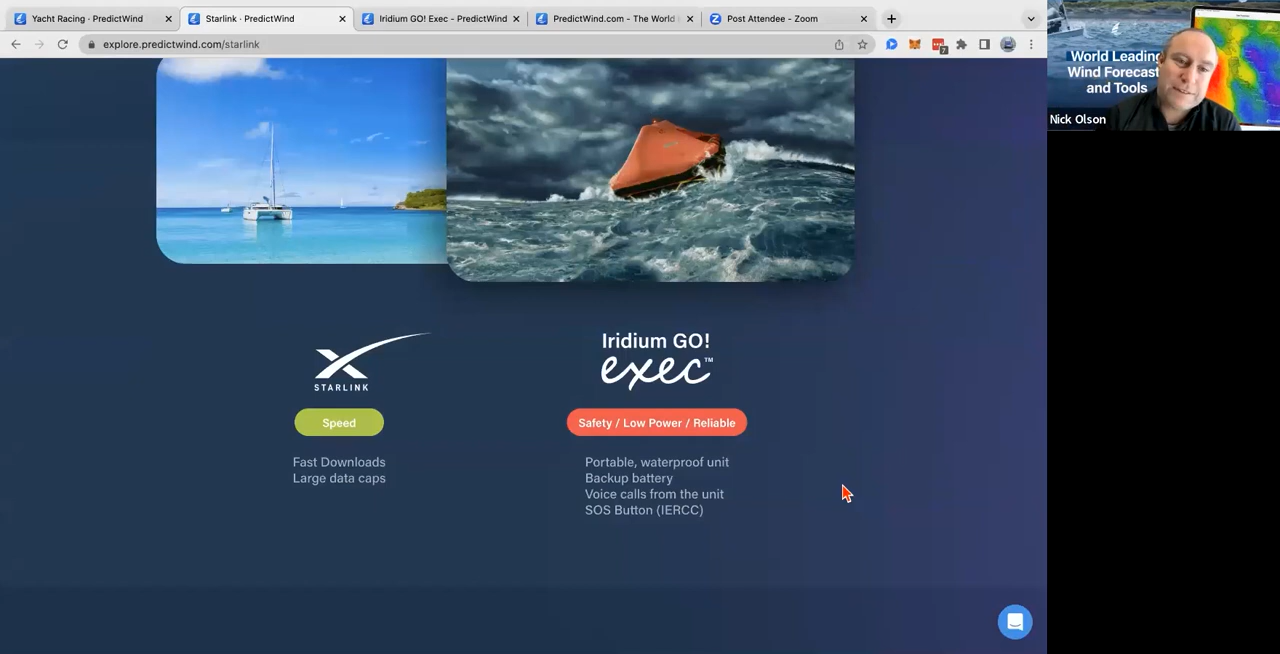 Yacht Racing · PredictWind
Starlink · PredictWind
Iridium GO! Exec - PredictWind
PredictWind.com - The World
Post Attendee - Zoom
explore.predictwind.com/starlink
7
World Leading
Wind Forecast
and Tools
Nick Olson
STARLINK
Speed
Fast Downloads
Large data caps
Iridium GO!
exec™
Safety / Low Power / Reliable
Portable, waterproof unit
Backup battery
Voice calls from the unit
SOS Button (IERCC)